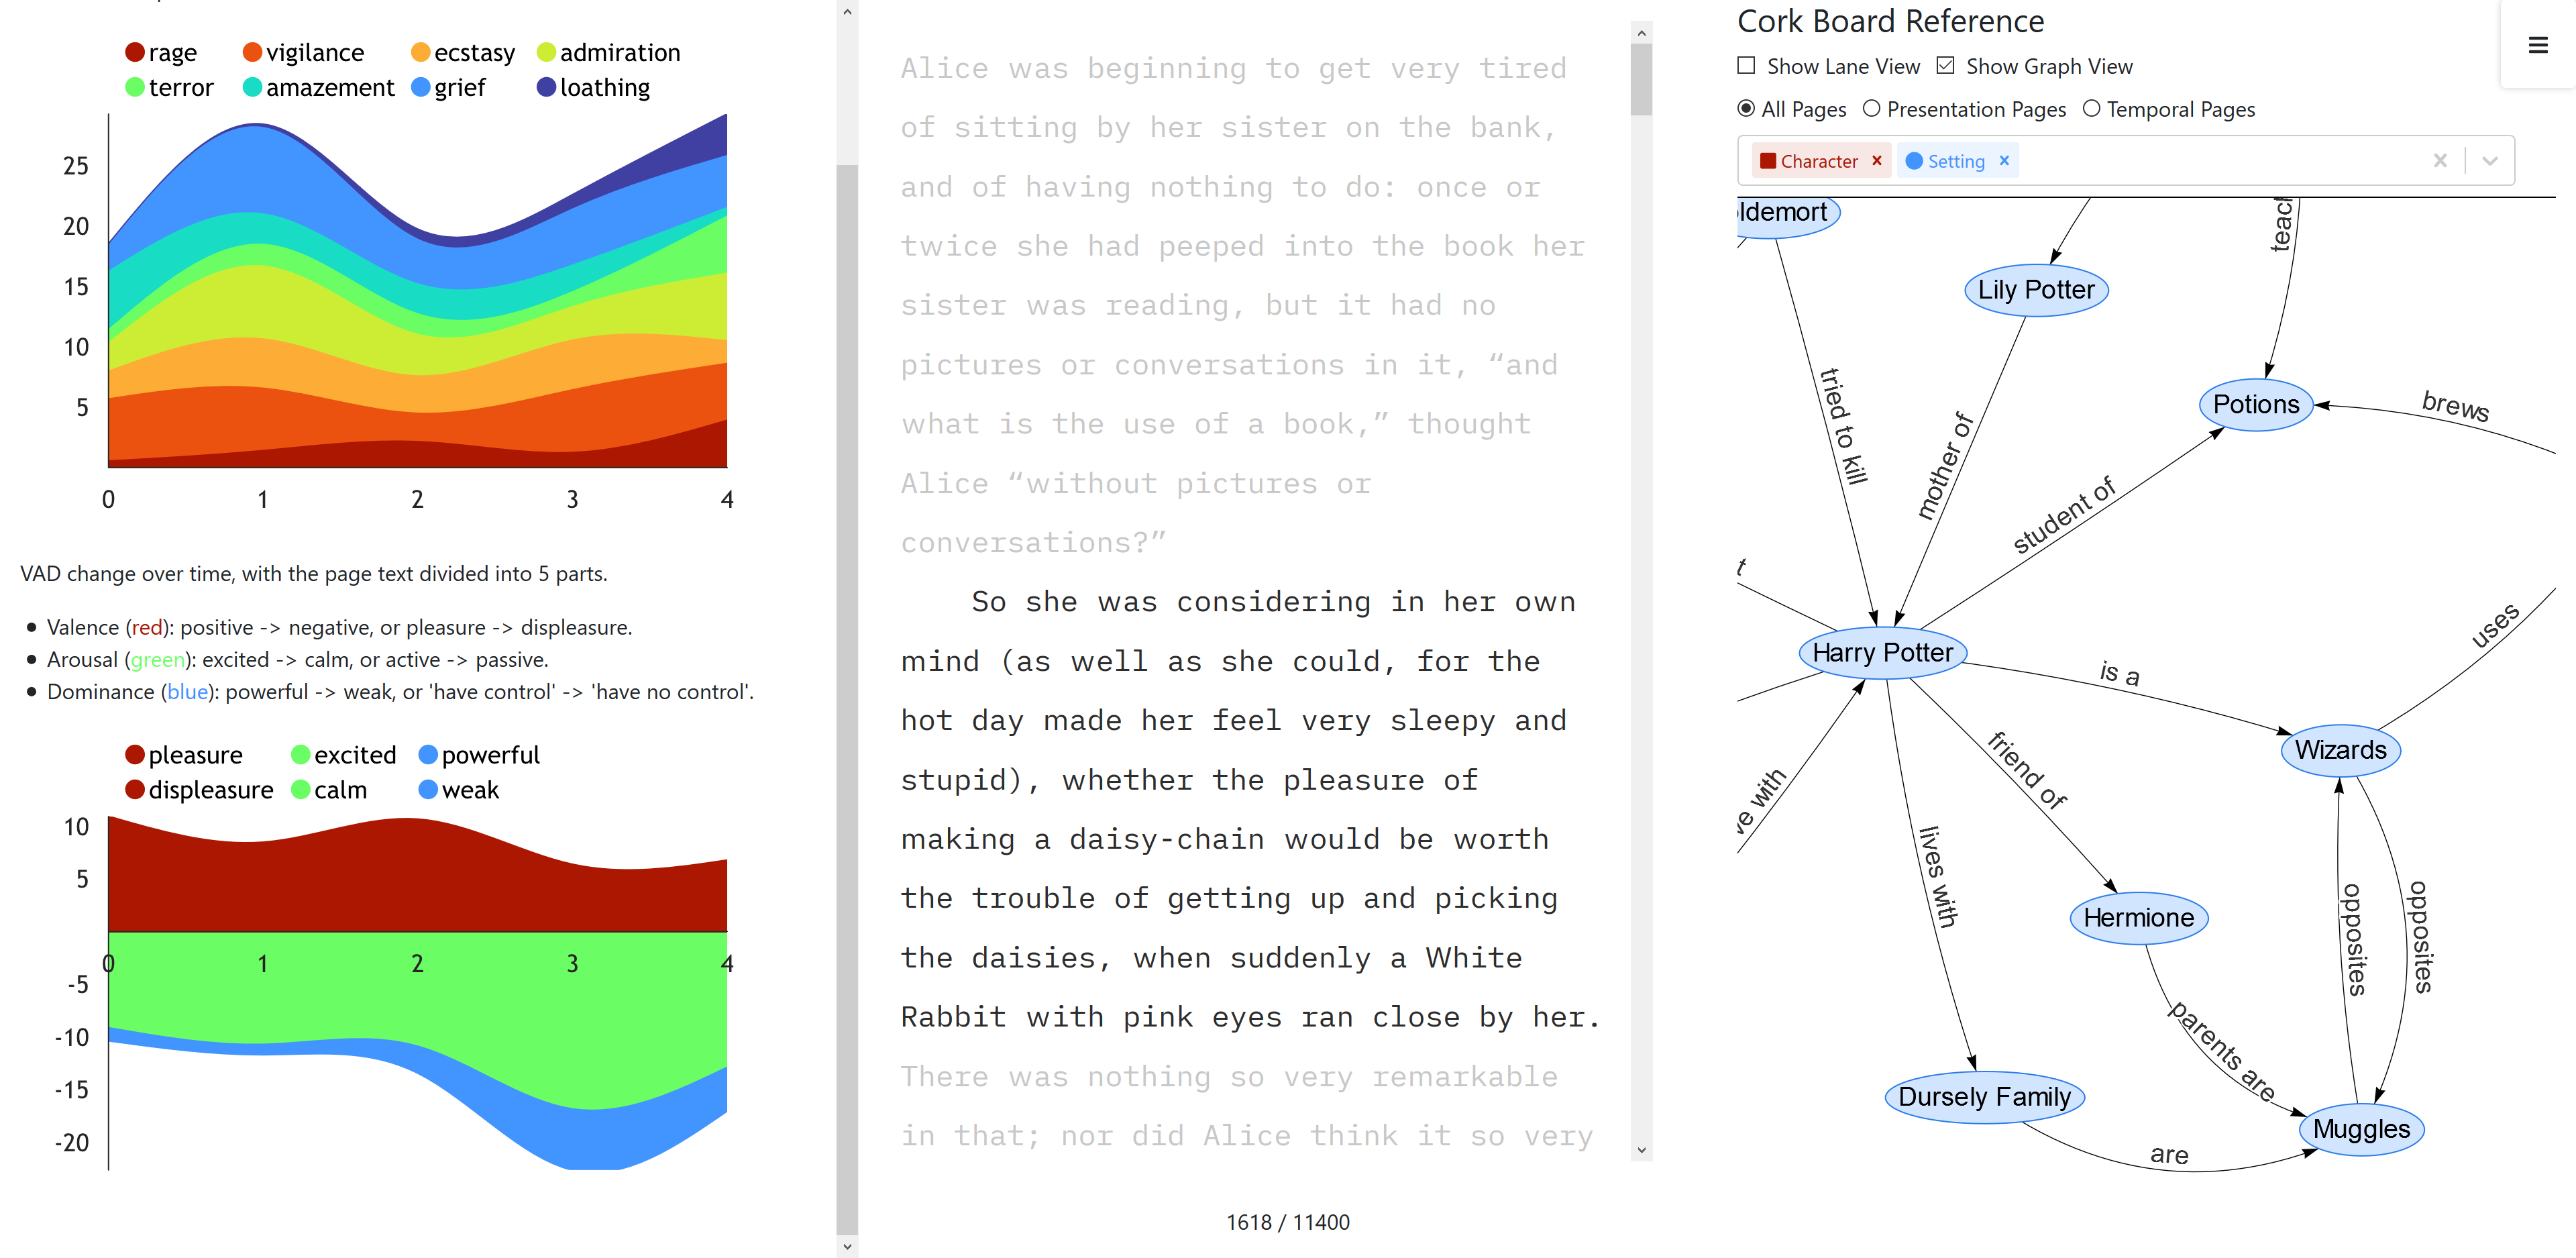 rage vigilance ecstasy admiration
terror amazement grief loathing
25
20
15
10
5
0 1 2 3 4
VAD change over time, with the page text divided into 5 parts.
Valence (red): positive -> negative, or pleasure -> displeasure.
Arousal (green): excited -> calm, or active -> passive.
Dominance (blue): powerful -> weak, or 'have control' -> 'have no control'.
pleasure excited powerful
displeasure calm weak
10
5
0 1 2 3 4
-5
-10
-15
-20
Alice was beginning to get very tired
of sitting by her sister on the bank,
and of having nothing to do: once or
twice she had peeped into the book her
sister was reading, but it had no
pictures or conversations in it, “and
what is the use of a book,” thought
Alice “without pictures or
conversations?”
So she was considering in her own
mind (as well as she could, for the
hot day made her feel very sleepy and
stupid), whether the pleasure of
making a daisy-chain would be worth
the trouble of getting up and picking
the daisies, when suddenly a White
Rabbit with pink eyes ran close by her.
There was nothing so very remarkable
in that; nor did Alice think it so very
1618 / 11400
Cork Board Reference
Show Lane View Show Graph View
All Pages Presentation Pages Temporal Pages
Character × Setting ×
ldemort
teach
Lily Potter
tried to kill
mother of
Potions
brews
student of
t
Harry Potter
is a
uses
Wizards
friend of
ve with
lives with
Hermione
opposites
opposites
parents are
Dursely Family
Muggles
are